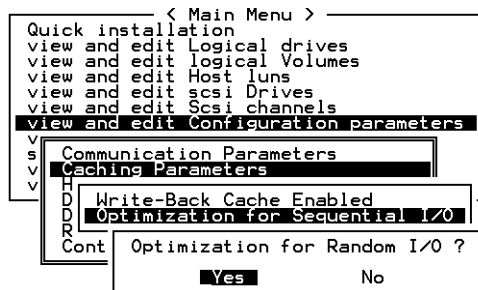 < Main Menu >
Quick installation
view and edit Logical drives
view and edit logical Volumes
view and edit Host luns
view and edit scsi Drives
view and edit Scsi channels
view and edit Configuration parameters
v
s Communication Parameters
v Caching Parameters
v H
D Write-Back Cache Enabled
D Optimization for Sequential I/O
R
Cont Optimization for Random I/O ?
Yes No